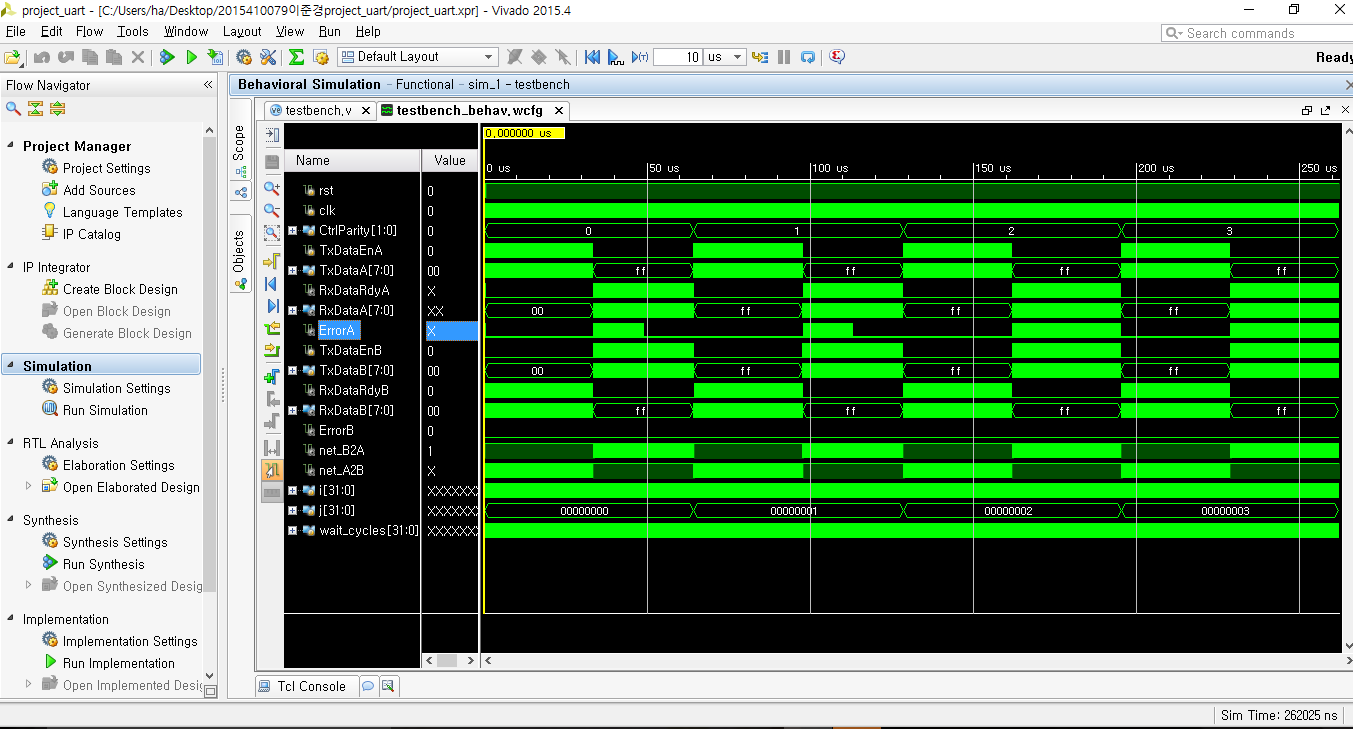 project_uart - [C:/Users/ha/Desktop/2015410079이준경project_uart/project_uart.xpr] - Vivado 2015.4
File Edit Flow Tools Window Layout View Run Help
Search commands
Default Layout 10 us Ready
Flow Navigator
Behavioral Simulation - Functional - sim_1 - testbench
testbench.v testbench_behav.wcfg
Scope
Objects
Project Manager
Project Settings
Add Sources
Language Templates
IP Catalog
IP Integrator
Create Block Design
Open Block Design
Generate Block Design
Simulation
Simulation Settings
Run Simulation
RTL Analysis
Elaboration Settings
Open Elaborated Design
Synthesis
Synthesis Settings
Run Synthesis
Open Synthesized Desig
Implementation
Implementation Settings
Run Implementation
Open Implemented Desig
0.000000 us
Name Value 0 us 50 us 100 us 150 us 200 us 250 us
rst 0
clk 0
CtrlParity[1:0] 0 0 1 2 3
TxDataEnA 0
TxDataA[7:0] 00 ff ff ff ff
RxDataRdyA X
RxDataA[7:0] XX 00 ff ff ff
ErrorA X
TxDataEnB 0
TxDataB[7:0] 00 00 ff ff ff
RxDataRdyB 0
RxDataB[7:0] 00 ff ff ff ff
ErrorB 0
net_B2A 1
net_A2B X
i[31:0] XXXXXXX
j[31:0] XXXXXXX 00000000 00000001 00000002 00000003
wait_cycles[31:0] XXXXXXX
Tcl Console
Sim Time: 262025 ns